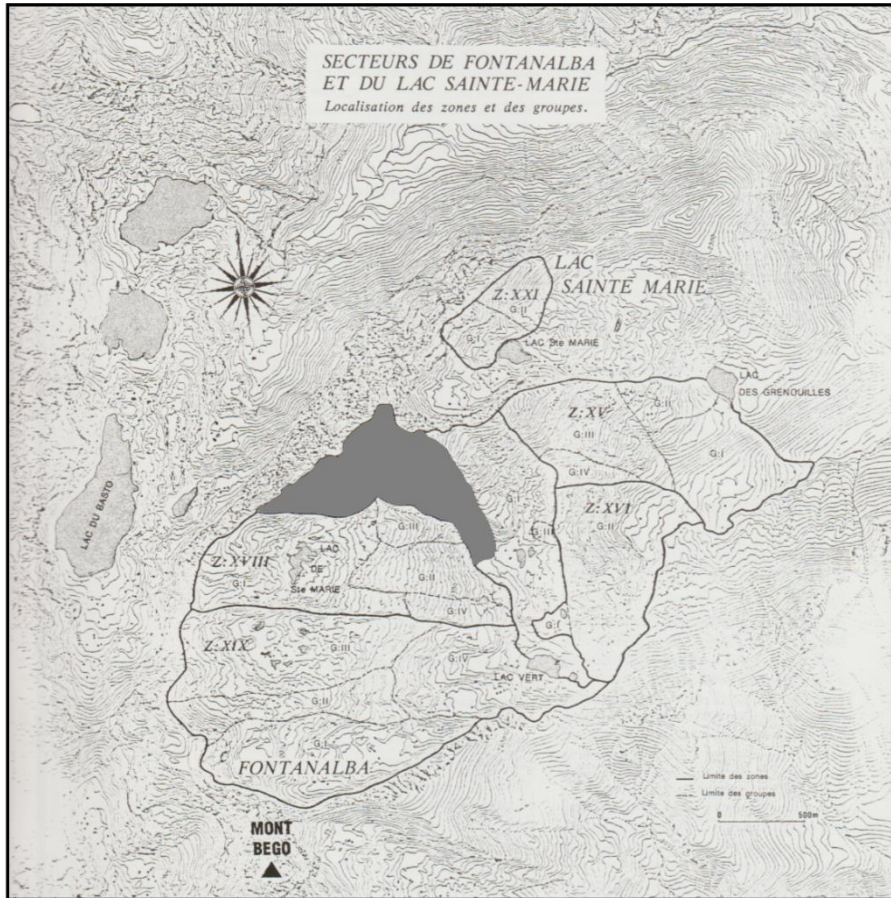 SECTEURS DE FONTANALBA
ET DU LAC SAINTE-MARIE
Localisation des zones et des groupes.
LAC
SAINTE MARIE
Z:XXI
G:II
G:I
LAC Ste MARIE
LAC
DES GRENOUILLES
Z:XV
G:II
G:III
G:I
G:IV
Z:XVI
G:II
G:I
G:III
LAC DU BASTO
G:III
Z:XVIII
LAC
DE
Ste MARIE
G:I
G:II
G:IV
G:I
Z:XIX
G:III
G:IV
LAC VERT
G:II
G:I
FONTANALBA
Limite des zones
Limite des groupes
0 500m
MONT
BEGO